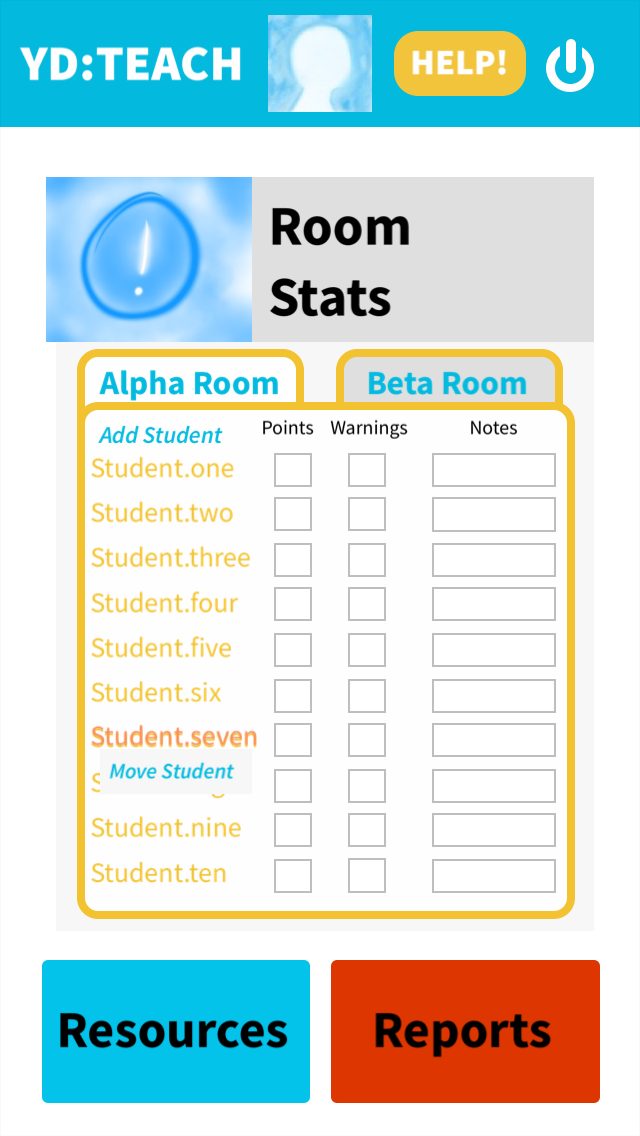 YD:TEACH
HELP!
Room
Stats
Alpha Room
Beta Room
Add Student
Points
Warnings
Notes
Student.one
Student.two
Student.three
Student.four
Student.five
Student.six
Student.seven
Move Student
Student.nine
Student.ten
Resources
Reports